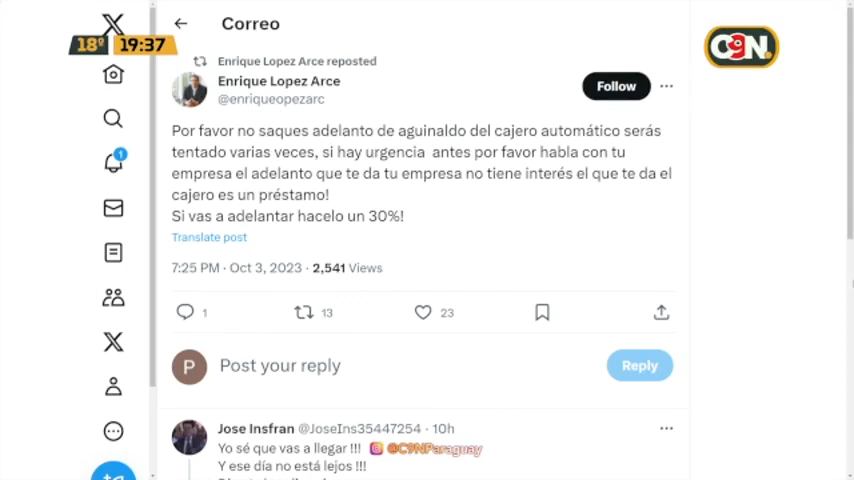 Correo
18º 19:37
C9N.
Enrique Lopez Arce reposted
Enrique Lopez Arce
@enriqueopezarc
Follow
Por favor no saques adelanto de aguinaldo del cajero automático serás
tentado varias veces, si hay urgencia antes por favor habla con tu
empresa el adelanto que te da tu empresa no tiene interés el que te da el
cajero es un préstamo!
Si vas a adelantar hacelo un 30%!
Translate post
7:25 PM · Oct 3, 2023 · 2,541 Views
1 13 23
1
P Post your reply Reply
Jose Insfran @JoseIns35447254 · 10h
Yo sé que vas a llegar !!! @C9NParaguay
Y ese día no está lejos !!!